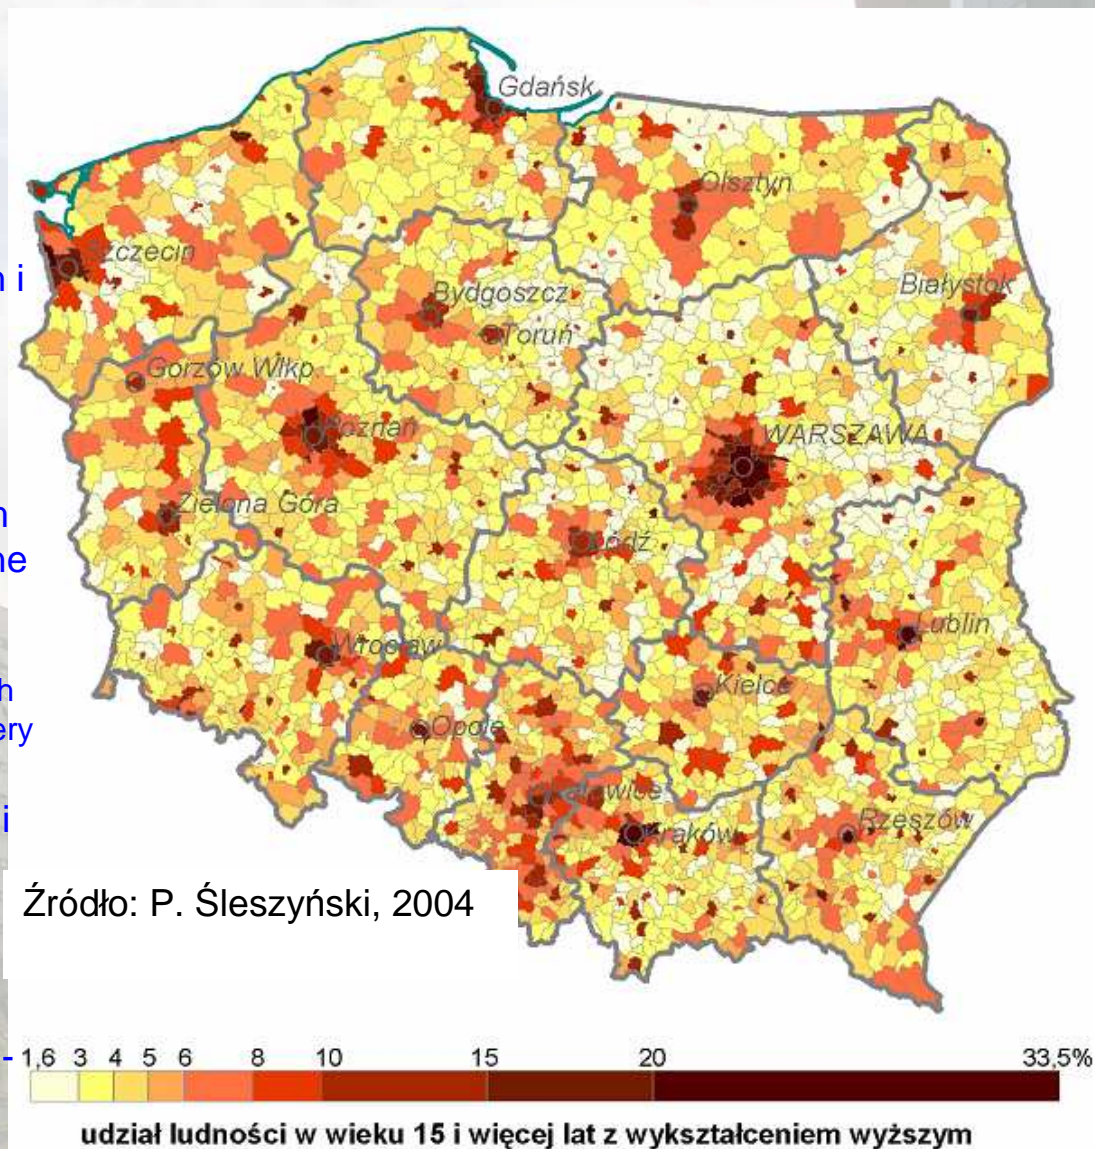 Gdańsk
Olsztyn
Szczecin
i
Białystok
Bydgoszcz
Toruń
Gorzów Wlkp
Poznań
WARSZAWA
Zielona Góra
Łódź
Lublin
Wrocław
Kielce
Opole
ery
Katowice
i
Kraków
Rzeszów
Źródło: P. Śleszyński, 2004
- 1,6 3 4 5 6 8 10 15 20 33,5%
udział ludności w wieku 15 i więcej lat z wykształceniem wyższym